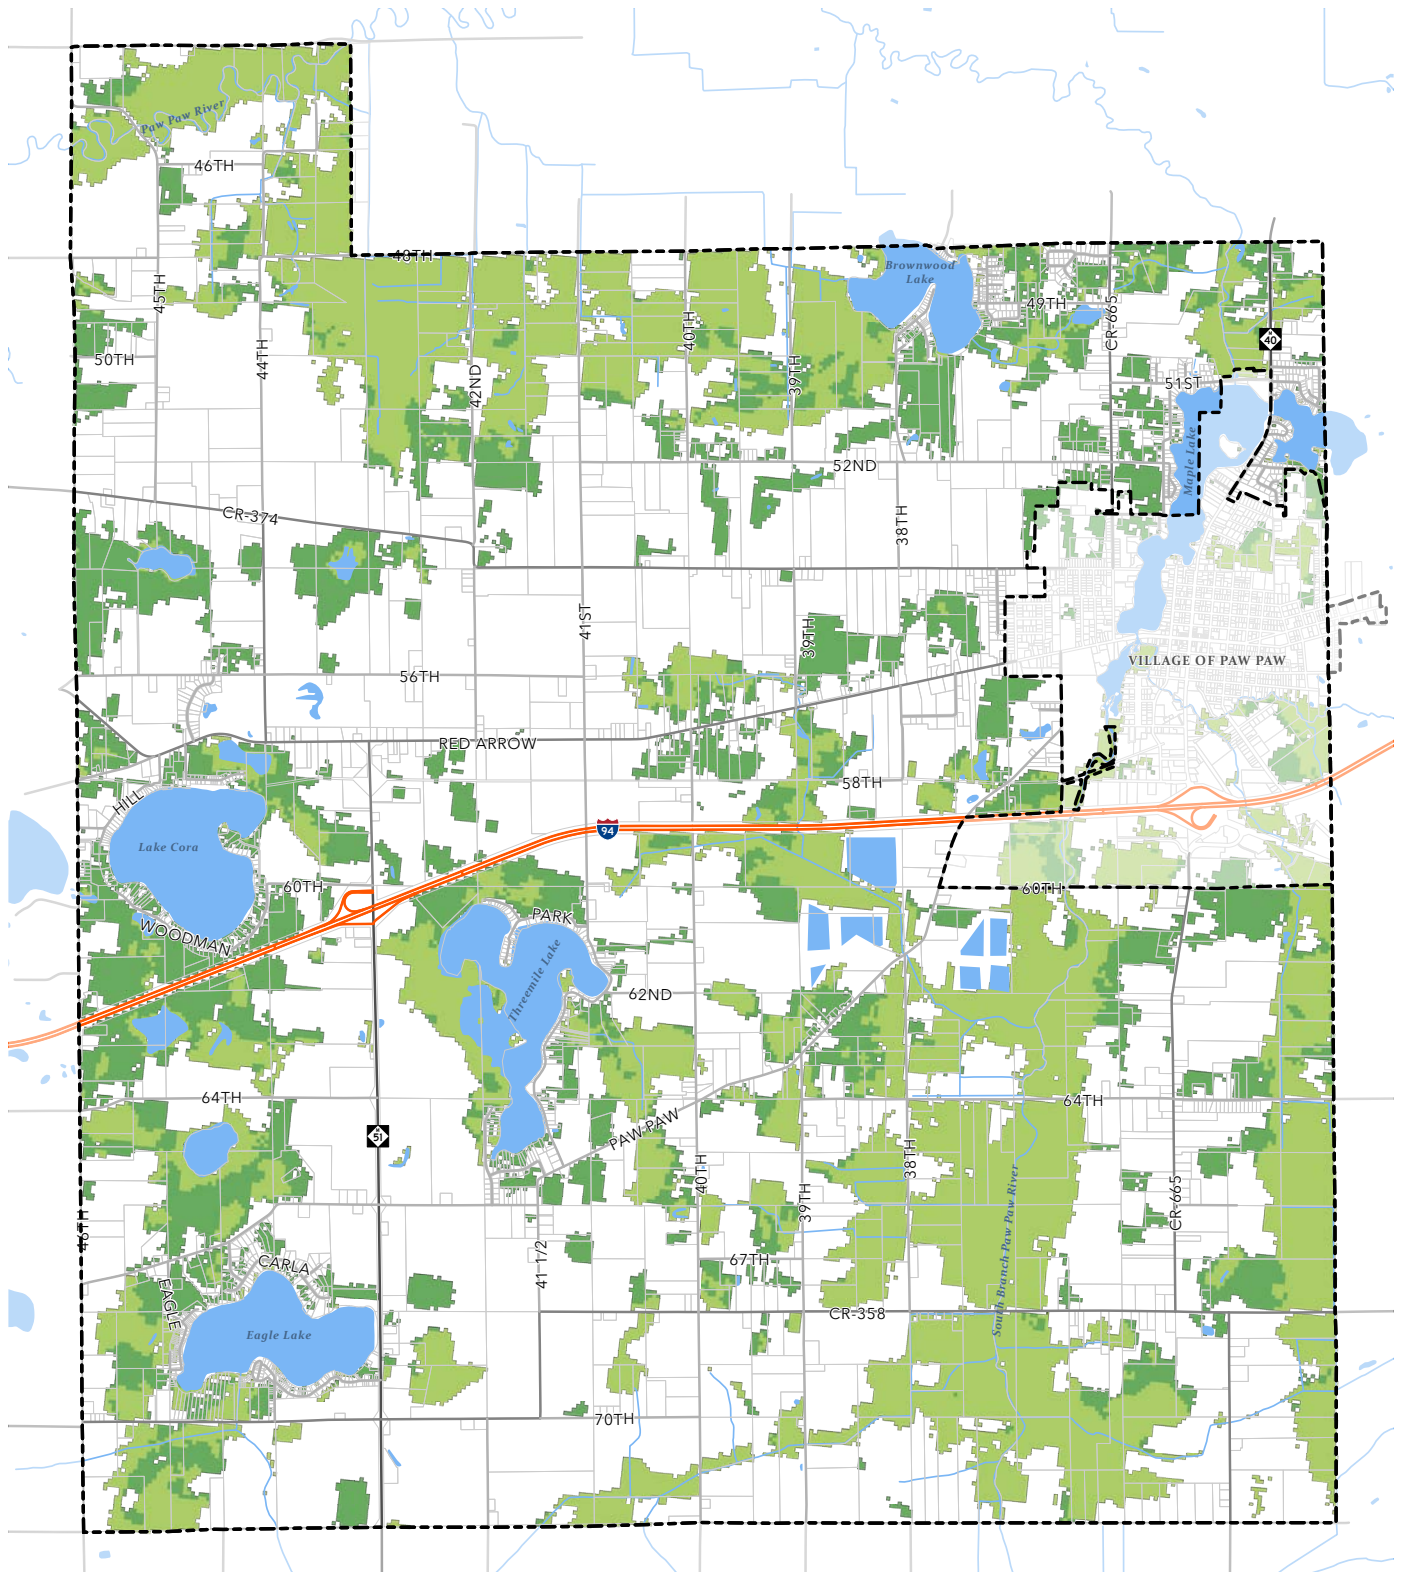 Paw Paw River
46TH
48TH
Brownwood
Lake
45TH
49TH
CR-665
40TH
M
40
44TH
50TH
39TH
42ND
51ST
52ND
Maple Lake
CR-374
38TH
41ST
39TH
56TH
VILLAGE OF PAW PAW
RED ARROW
58TH
HILL
94
Lake Cora
60TH
60TH
PARK
WOODMAN
Threemile Lake
62ND
64TH
64TH
M
51
PAW PAW
38TH
40TH
39TH
CR-665
46TH
South Branch Paw Paw River
41 1/2
67TH
CARLA
EAGLE
CR-358
Eagle Lake
70TH